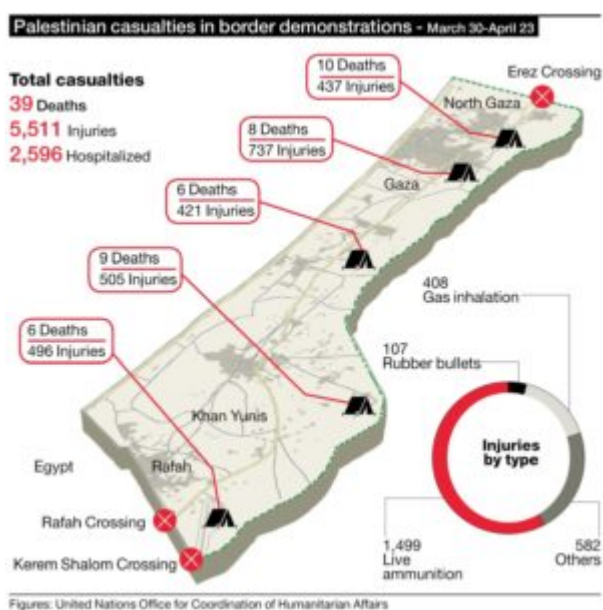 Palestinian casualties in border demonstrations - March 30-April 23
Total casualties
39 Deaths
5,511 Injuries
2,596 Hospitalized
10 Deaths
437 Injuries
Erez Crossing
North Gaza
8 Deaths
737 Injuries
Gaza
6 Deaths
421 Injuries
9 Deaths
505 Injuries
6 Deaths
496 Injuries
Khan Yunis
Egypt
Rafah
Rafah Crossing
Kerem Shalom Crossing
408
Gas inhalation
107
Rubber bullets
Injuries
by type
1,499
Live
ammunition
582
Others
Figures: United Nations Office for Coordination of Humanitarian Affairs